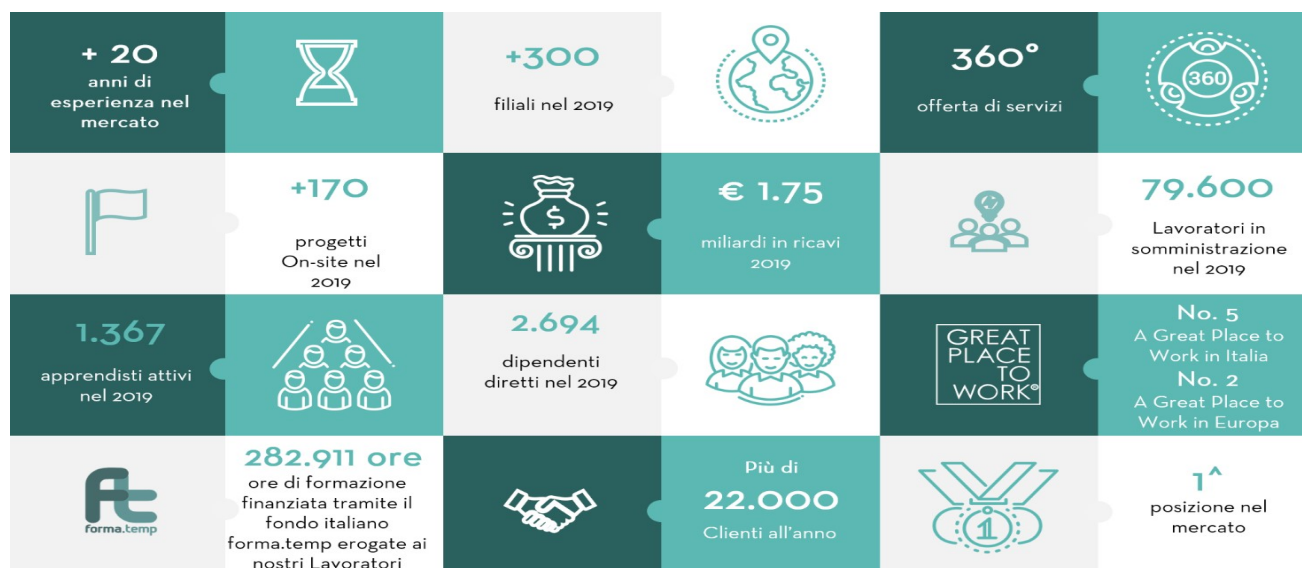 + 20
anni di
esperienza nel
mercato
+300
filiali nel 2019
360°
offerta di servizi
360
+170
progetti
On-site nel
2019
$
€ 1.75
miliardi in ricavi
2019
79.600
Lavoratori in
somministrazione
nel 2019
1.367
apprendisti attivi
nel 2019
2.694
dipendenti
diretti nel 2019
GREAT
PLACE
TO
WORK®
No. 5
A Great Place to
Work in Italia
No. 2
A Great Place to
Work in Europa
Ft
forma.temp
282.911 ore
ore di formazione
finanziata tramite il
fondo italiano
forma.temp erogate ai
nostri Lavoratori
Più di
22.000
Clienti all'anno
1
1^
posizione nel
mercato